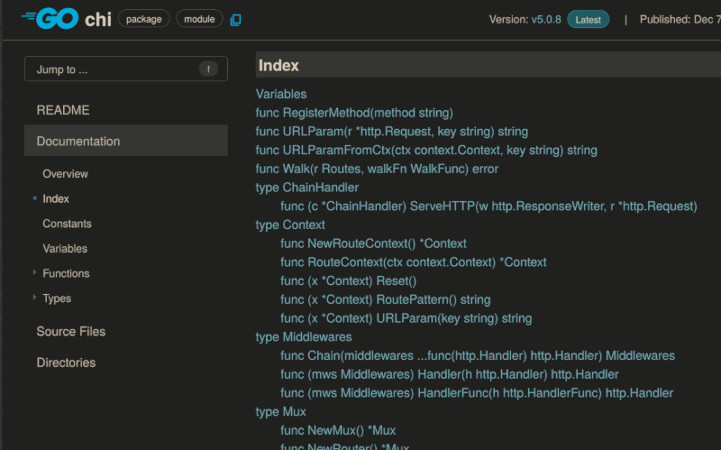 GO chi package module Version: v5.0.8 Latest | Published: Dec 7
Jump to ... f
README
Documentation
Overview
Index
Constants
Variables
Functions
Types
Source Files
Directories
Index
Variables
func RegisterMethod(method string)
func URLParam(r *http.Request, key string) string
func URLParamFromCtx(ctx context.Context, key string) string
func Walk(r Routes, walkFn WalkFunc) error
type ChainHandler
func (c *ChainHandler) ServeHTTP(w http.ResponseWriter, r *http.Request)
type Context
func NewRouteContext() *Context
func RouteContext(ctx context.Context) *Context
func (x *Context) Reset()
func (x *Context) RoutePattern() string
func (x *Context) URLParam(key string) string
type Middlewares
func Chain(middlewares ...func(http.Handler) http.Handler) Middlewares
func (mws Middlewares) Handler(h http.Handler) http.Handler
func (mws Middlewares) HandlerFunc(h http.HandlerFunc) http.Handler
type Mux
func NewMux() *Mux
func NewRouter() *Mux